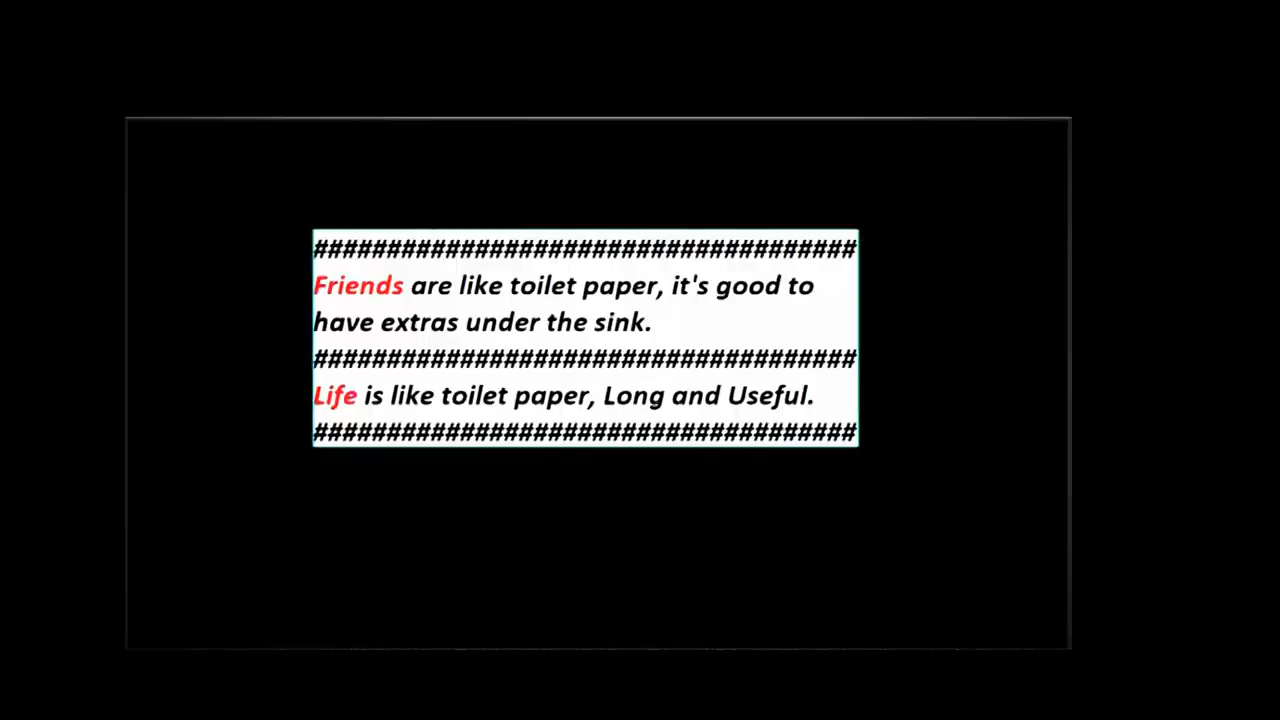 #####################################
Friends are like toilet paper, it's good to
have extras under the sink.
#####################################
Life is like toilet paper, Long and Useful.
#####################################